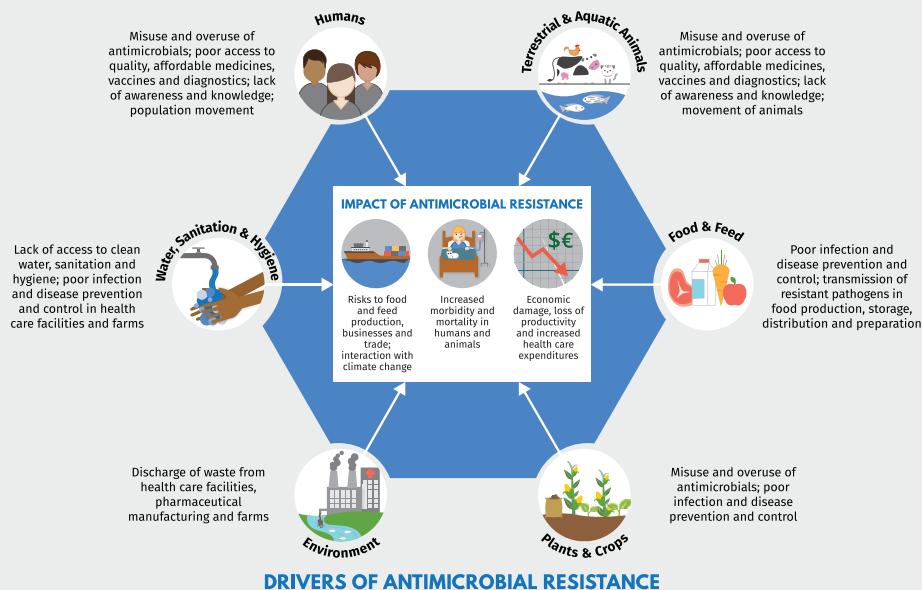 Humans
Misuse and overuse of
antimicrobials; poor access to
quality, affordable medicines,
vaccines and diagnostics; lack
of awareness and knowledge;
population movement
Terrestrial & Aquatic Animals
Misuse and overuse of
antimicrobials; poor access to
quality, affordable medicines,
vaccines and diagnostics; lack
of awareness and knowledge;
movement of animals
Water, Sanitation & Hygiene
Lack of access to clean
water, sanitation and
hygiene; poor infection
and disease prevention
and control in health
care facilities and farms
IMPACT OF ANTIMICROBIAL RESISTANCE
$€
Risks to food
and feed
production,
businesses and
trade;
interaction with
climate change
Increased
morbidity and
mortality in
humans and
animals
Economic
damage, loss of
productivity
and increased
health care
expenditures
Food & Feed
Poor infection and
disease prevention and
control; transmission of
resistant pathogens in
food production, storage,
distribution and preparation
Discharge of waste from
health care facilities,
pharmaceutical
manufacturing and farms
Environment
Plants & Crops
Misuse and overuse of
antimicrobials; poor
infection and disease
prevention and control
DRIVERS OF ANTIMICROBIAL RESISTANCE